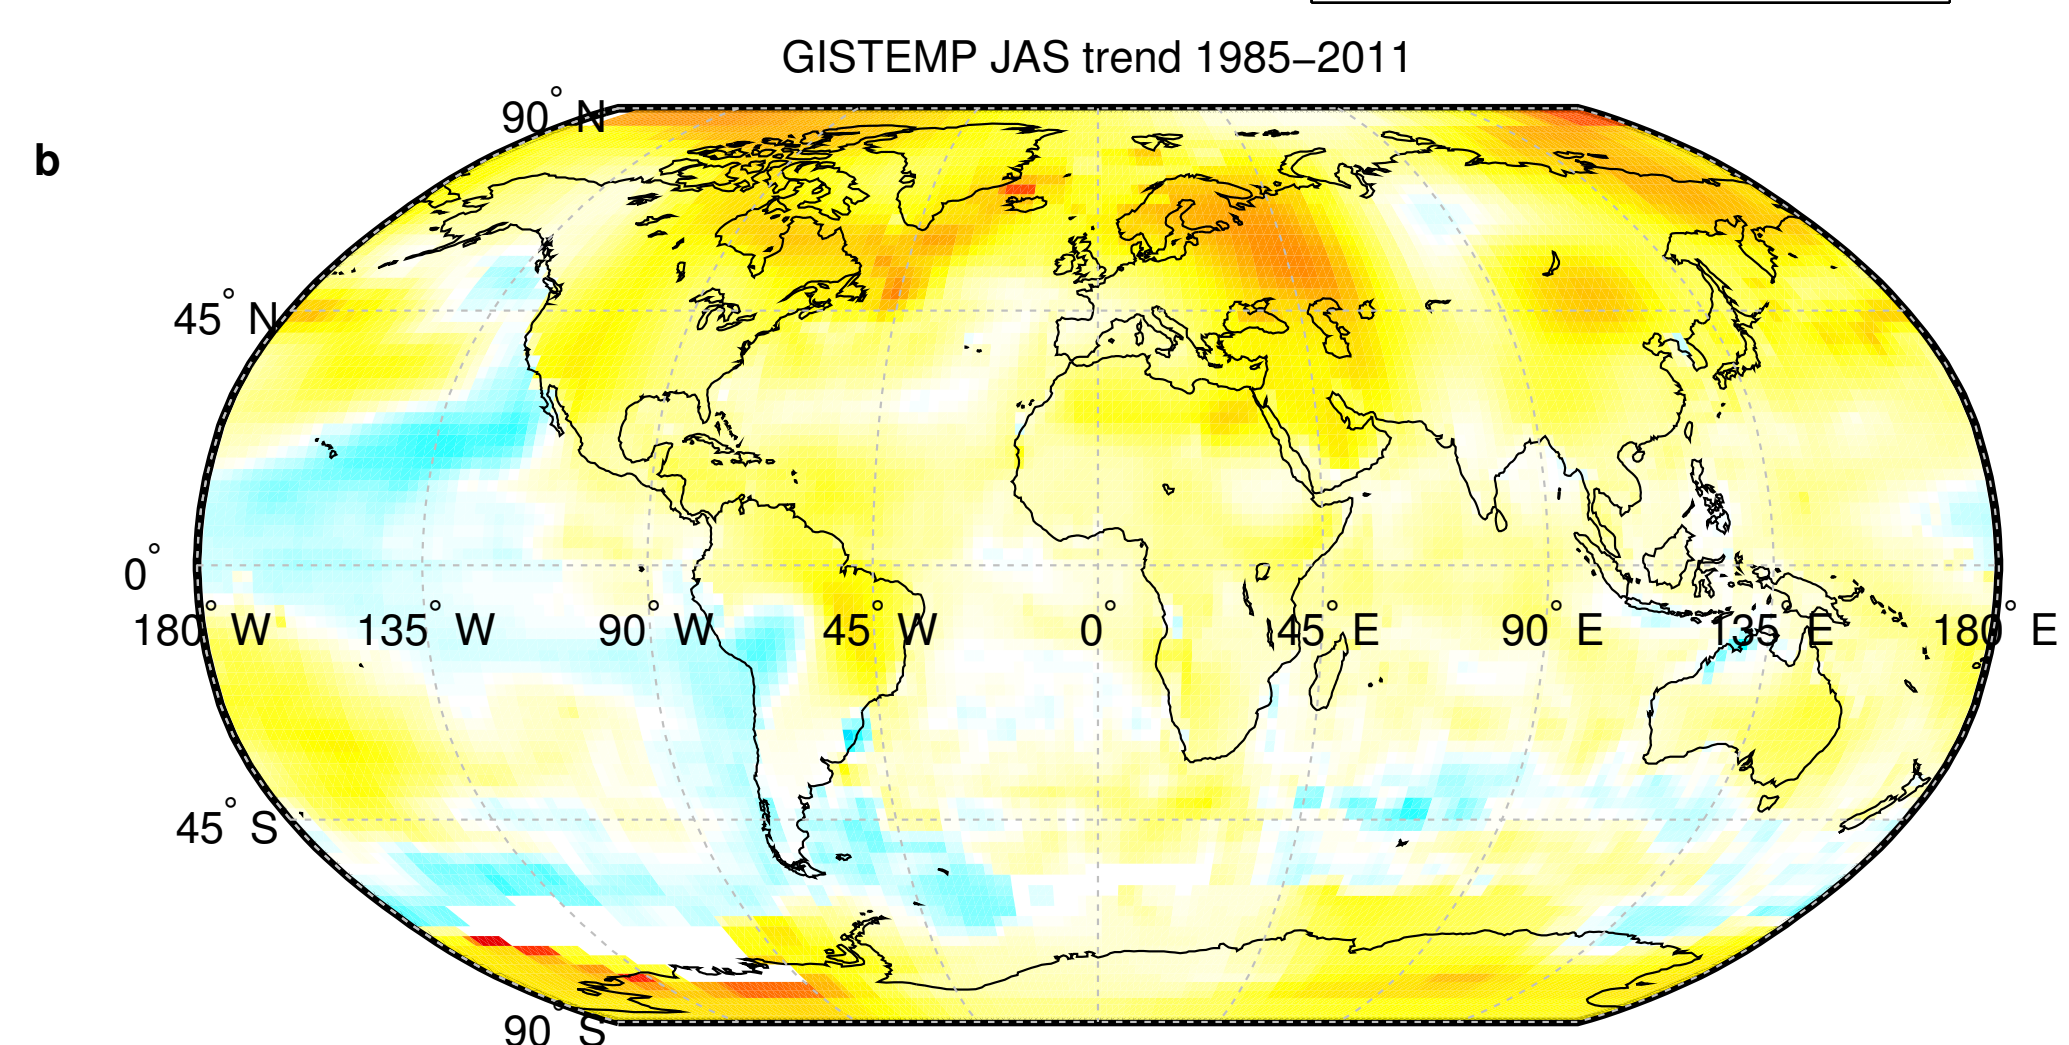 GISTEMP JAS trend 1985−2011
90° N
b
45° N
0°
180° W 135° W 90° W 45° W 0° 45° E 90° E 135° E 180° E
45° S
90° S